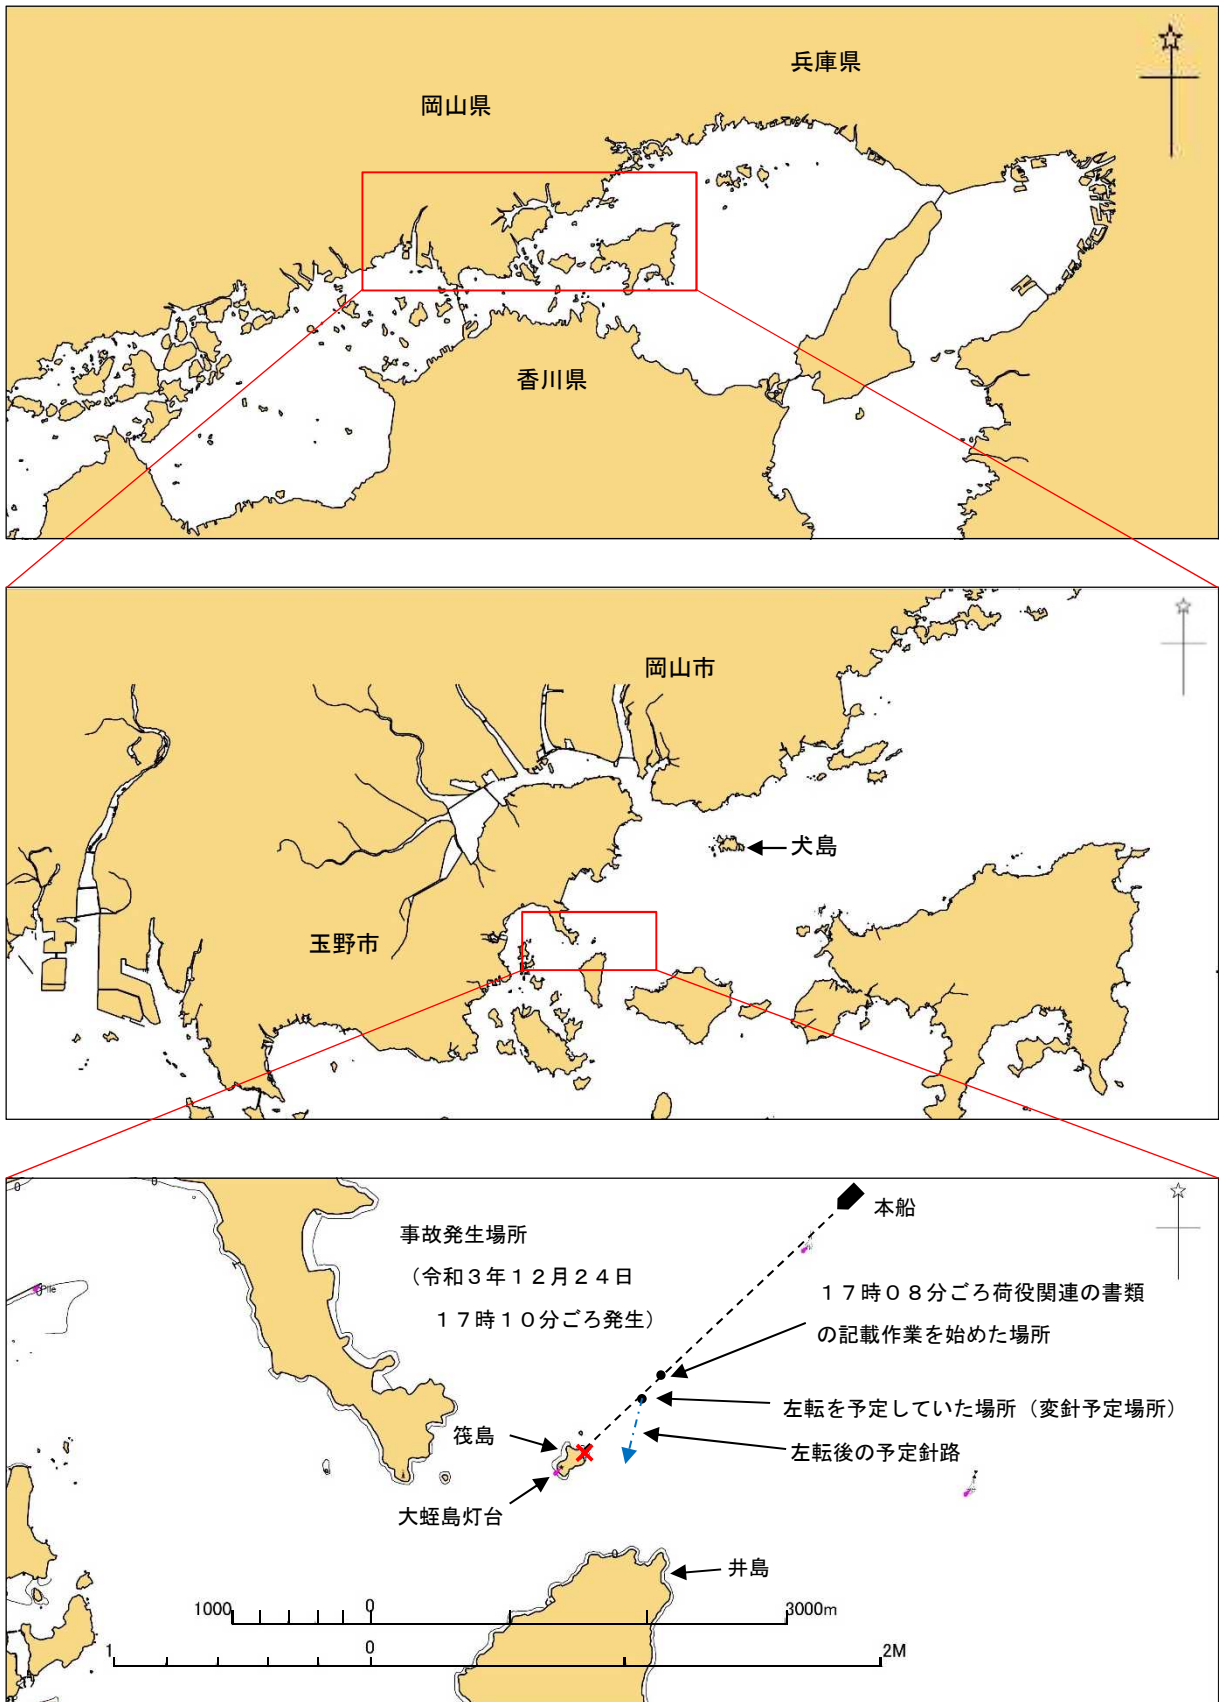 兵庫県
岡山県
香川県
岡山市
犬島
玉野市
0
0
本船
事故発生場所
（令和３年１２月２４日
１７時１０分ごろ発生）
Pile
１７時０８分ごろ荷役関連の書類
の記載作業を始めた場所
左転を予定していた場所（変針予定場所）
筏島
左転後の予定針路
大蛭島灯台
0
井島
1000 0 3000m
1 0 2M